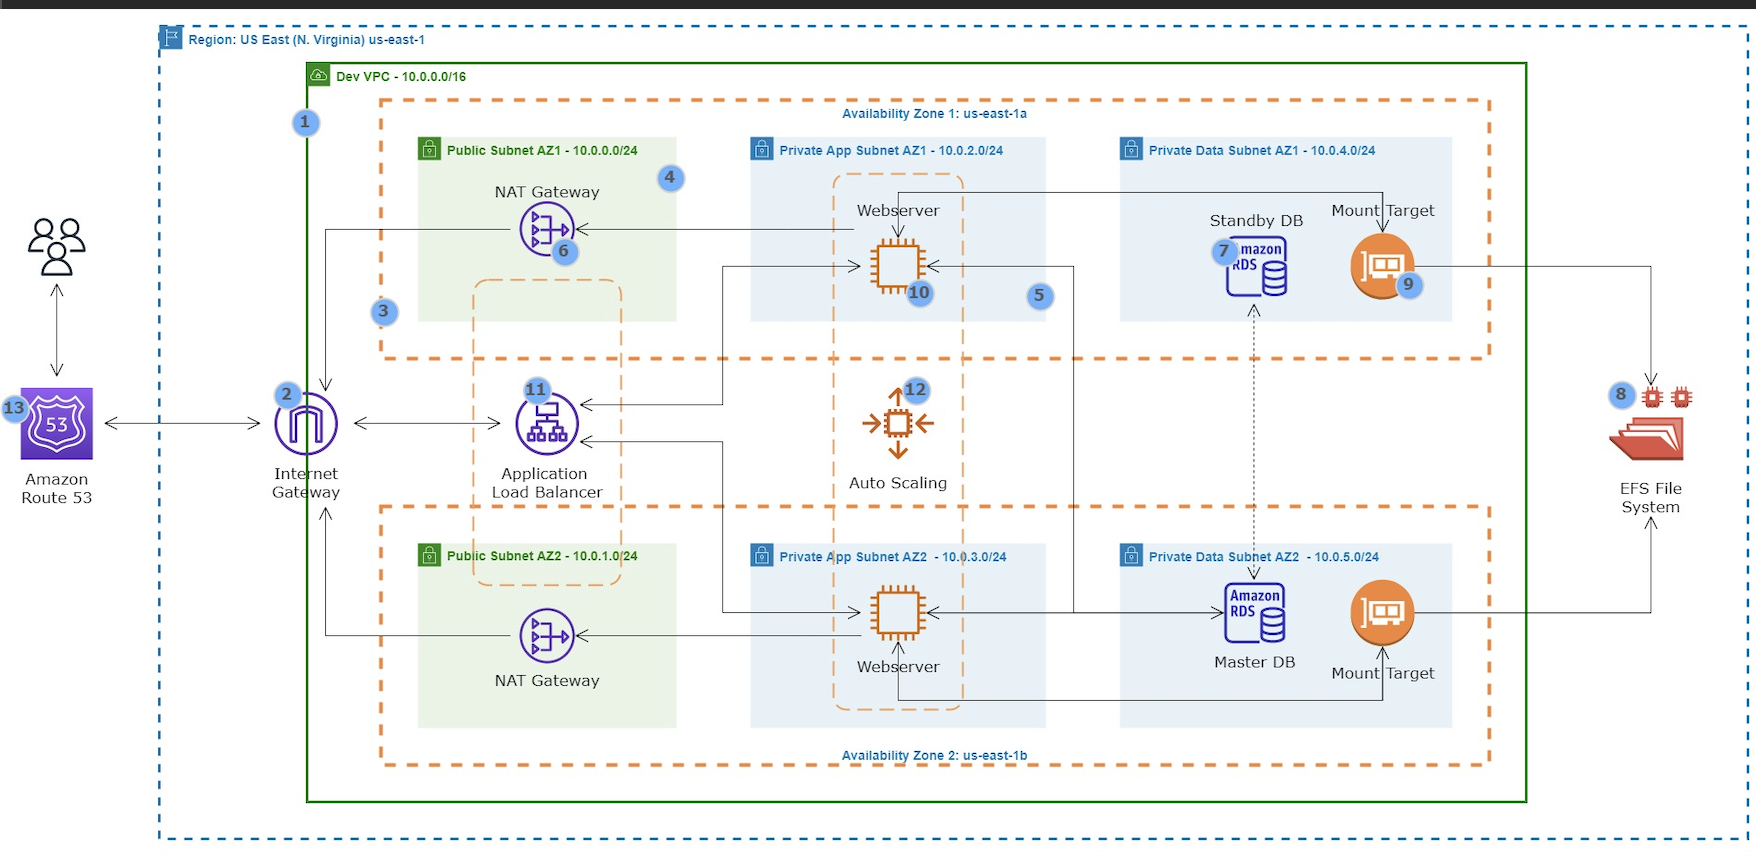 Region: US East (N. Virginia) us-east-1
Dev VPC - 10.0.0.0/16
1
Availability Zone 1: us-east-1a
Public Subnet AZ1 - 10.0.0.0/24
4
NAT Gateway
6
3
Private App Subnet AZ1 - 10.0.2.0/24
Webserver
10
5
Private Data Subnet AZ1 - 10.0.4.0/24
Standby DB
7
Amazon
RDS
Mount Target
9
13
53
Amazon
Route 53
2
Internet
Gateway
11
Application
Load Balancer
12
Auto Scaling
8
EFS File
System
Public Subnet AZ2 - 10.0.1.0/24
NAT Gateway
Private App Subnet AZ2 - 10.0.3.0/24
Webserver
Private Data Subnet AZ2 - 10.0.5.0/24
Amazon
RDS
Master DB
Mount Target
Availability Zone 2: us-east-1b